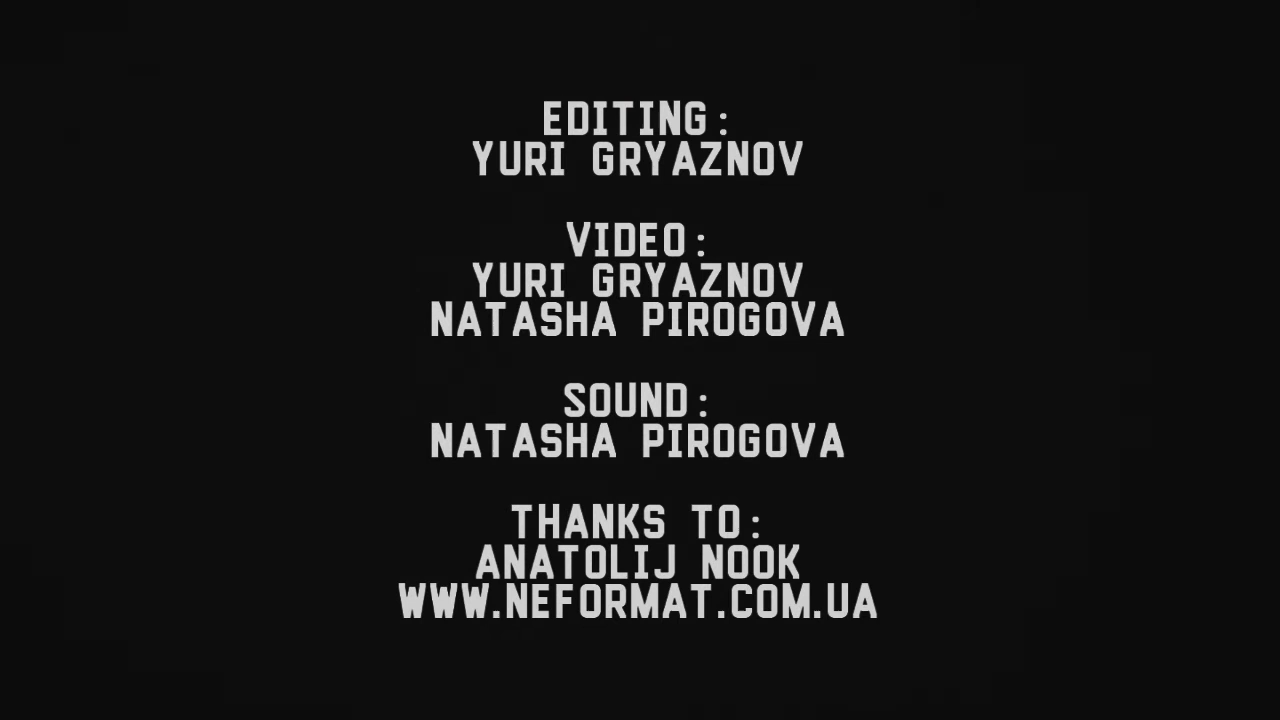 EDITING:
YURI GRYAZNOV
VIDEO:
YURI GRYAZNOV
NATASHA PIROGOVA
SOUND:
NATASHA PIROGOVA
THANKS TO:
ANATOLIJ NOOK
WWW.NEFORMAT.COM.UA